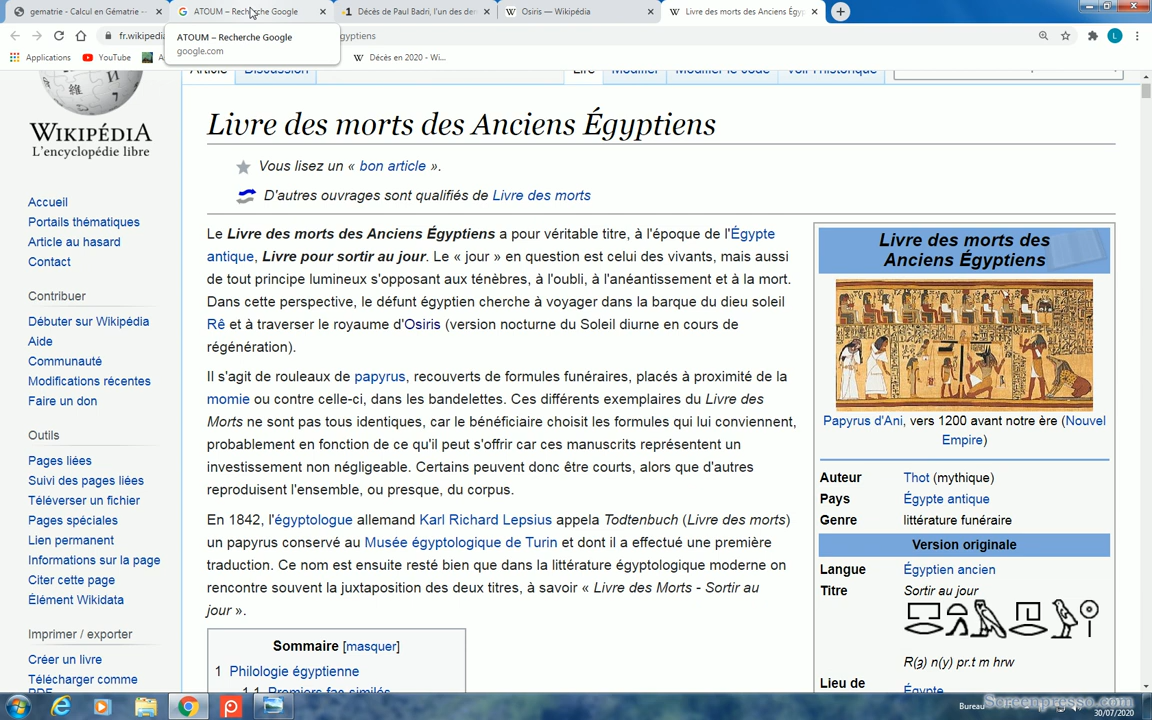 gematrie - Calcul en Gématrie -
ATOUM – Recherche Google
Décès de Paul Badri, l'un des der
Osiris — Wikipédia
Livre des morts des Anciens Égyp
fr.wikipedia
gyptiens
ATOUM – Recherche Google
google.com
Applications
YouTube
Décès en 2020 - Wi...
Article
Discussion
Lire
Modifier
Modifier le code
Voir l'historique
WIKIPÉDIA
L'encyclopédie libre
Accueil
Portails thématiques
Article au hasard
Contact
Contribuer
Débuter sur Wikipédia
Aide
Communauté
Modifications récentes
Faire un don
Outils
Pages liées
Suivi des pages liées
Téléverser un fichier
Pages spéciales
Lien permanent
Informations sur la page
Citer cette page
Élément Wikidata
Imprimer / exporter
Créer un livre
Télécharger comme
PDF
Livre des morts des Anciens Égyptiens
Vous lisez un « bon article ».
D'autres ouvrages sont qualifiés de Livre des morts
Le Livre des morts des Anciens Égyptiens a pour véritable titre, à l'époque de l'Égypte
antique, Livre pour sortir au jour. Le « jour » en question est celui des vivants, mais aussi
de tout principe lumineux s'opposant aux ténèbres, à l'oubli, à l'anéantissement et à la mort.
Dans cette perspective, le défunt égyptien cherche à voyager dans la barque du dieu soleil
Rê et à traverser le royaume d'Osiris (version nocturne du Soleil diurne en cours de
régénération).
Il s'agit de rouleaux de papyrus, recouverts de formules funéraires, placés à proximité de la
momie ou contre celle-ci, dans les bandelettes. Ces différents exemplaires du Livre des
Morts ne sont pas tous identiques, car le bénéficiaire choisit les formules qui lui conviennent,
probablement en fonction de ce qu'il peut s'offrir car ces manuscrits représentent un
investissement non négligeable. Certains peuvent donc être courts, alors que d'autres
reproduisent l'ensemble, ou presque, du corpus.
En 1842, l'égyptologue allemand Karl Richard Lepsius appela Todtenbuch (Livre des morts)
un papyrus conservé au Musée égyptologique de Turin et dont il a effectué une première
traduction. Ce nom est ensuite resté bien que dans la littérature égyptologique moderne on
rencontre souvent la juxtaposition des deux titres, à savoir « Livre des Morts - Sortir au
jour ».
Sommaire [masquer]
1 Philologie égyptienne
1.1 Premiers fac-similés
Livre des morts des
Anciens Égyptiens
Papyrus d'Ani, vers 1200 avant notre ère (Nouvel
Empire)
Auteur Thot (mythique)
Pays Égypte antique
Genre littérature funéraire
Version originale
Langue Égyptien ancien
Titre Sortir au jour
R(ȝ) n(y) pr.t m hrw
Lieu de Égypte
Bureau
Screenpresso.com
30/07/2020